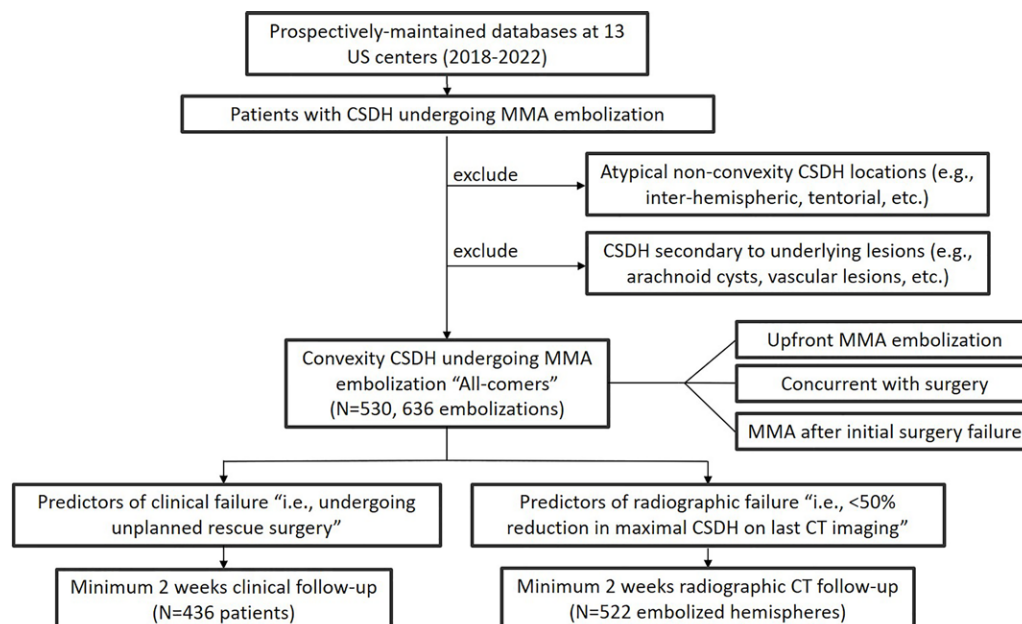 Prospectively-maintained databases at 13
US centers (2018-2022)
Patients with CSDH undergoing MMA embolization
exclude
Atypical non-convexity CSDH locations (e.g.,
inter-hemispheric, tentorial, etc.)
exclude
CSDH secondary to underlying lesions (e.g.,
arachnoid cysts, vascular lesions, etc.)
Convexity CSDH undergoing MMA
embolization “All-comers”
(N=530, 636 embolizations)
Upfront MMA embolization
Concurrent with surgery
MMA after initial surgery failure
Predictors of clinical failure “i.e., undergoing
unplanned rescue surgery”
Predictors of radiographic failure “i.e., <50%
reduction in maximal CSDH on last CT imaging”
Minimum 2 weeks clinical follow-up
(N=436 patients)
Minimum 2 weeks radiographic CT follow-up
(N=522 embolized hemispheres)